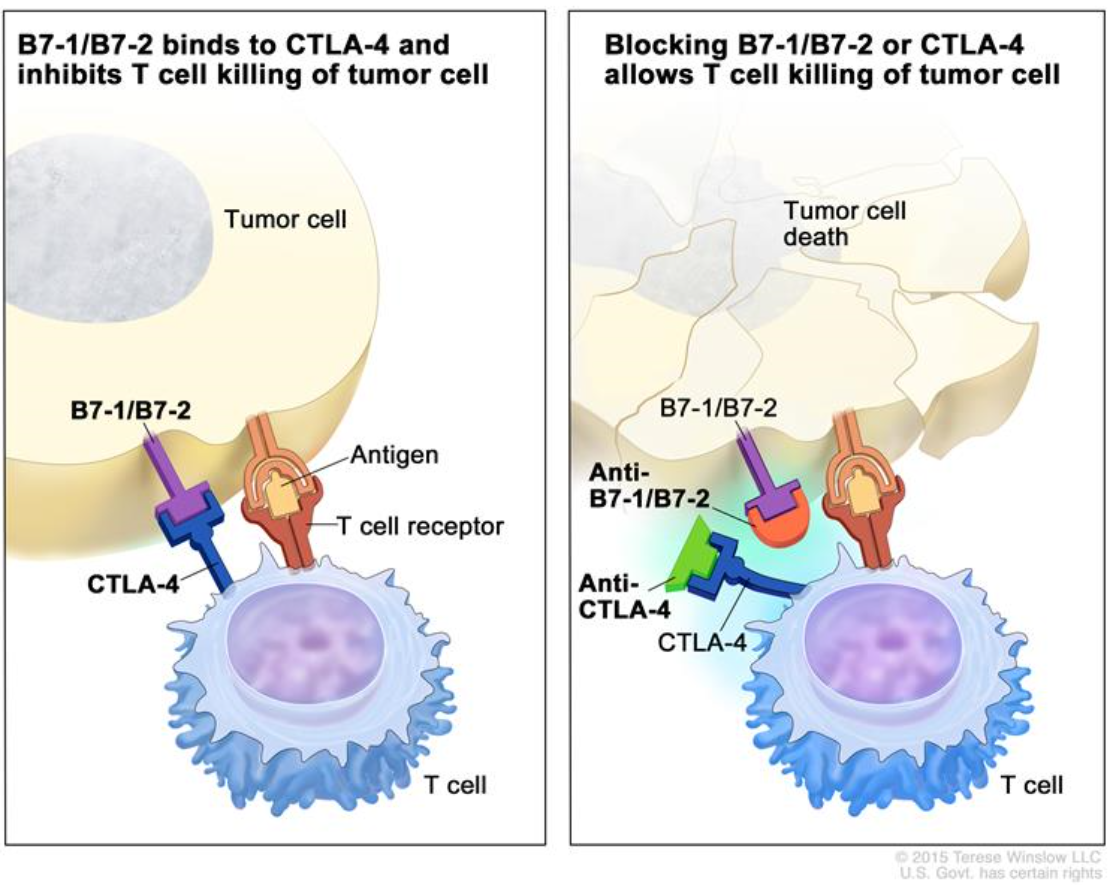 B7-1/B7-2 binds to CTLA-4 and
inhibits T cell killing of tumor cell
Tumor cell
B7-1/B7-2
Antigen
T cell receptor
CTLA-4
T cell
Blocking B7-1/B7-2 or CTLA-4
allows T cell killing of tumor cell
Tumor cell
death
B7-1/B7-2
Anti-
B7-1/B7-2
Anti-
CTLA-4
CTLA-4
T cell
© 2015 Terese Winslow LLC
U.S. Govt. has certain rights